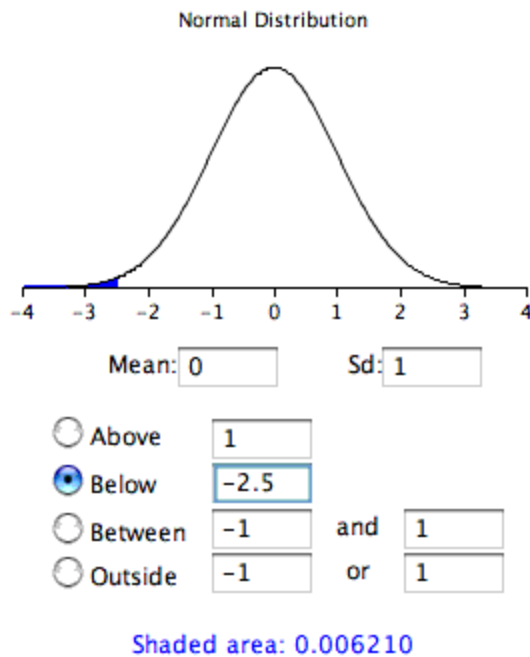 Normal Distribution
−4 −3 −2 −1 0 1 2 3 4
Mean: 0 Sd: 1
Above 1
Below −2.5
Between −1 and 1
Outside −1 or 1
Shaded area: 0.006210